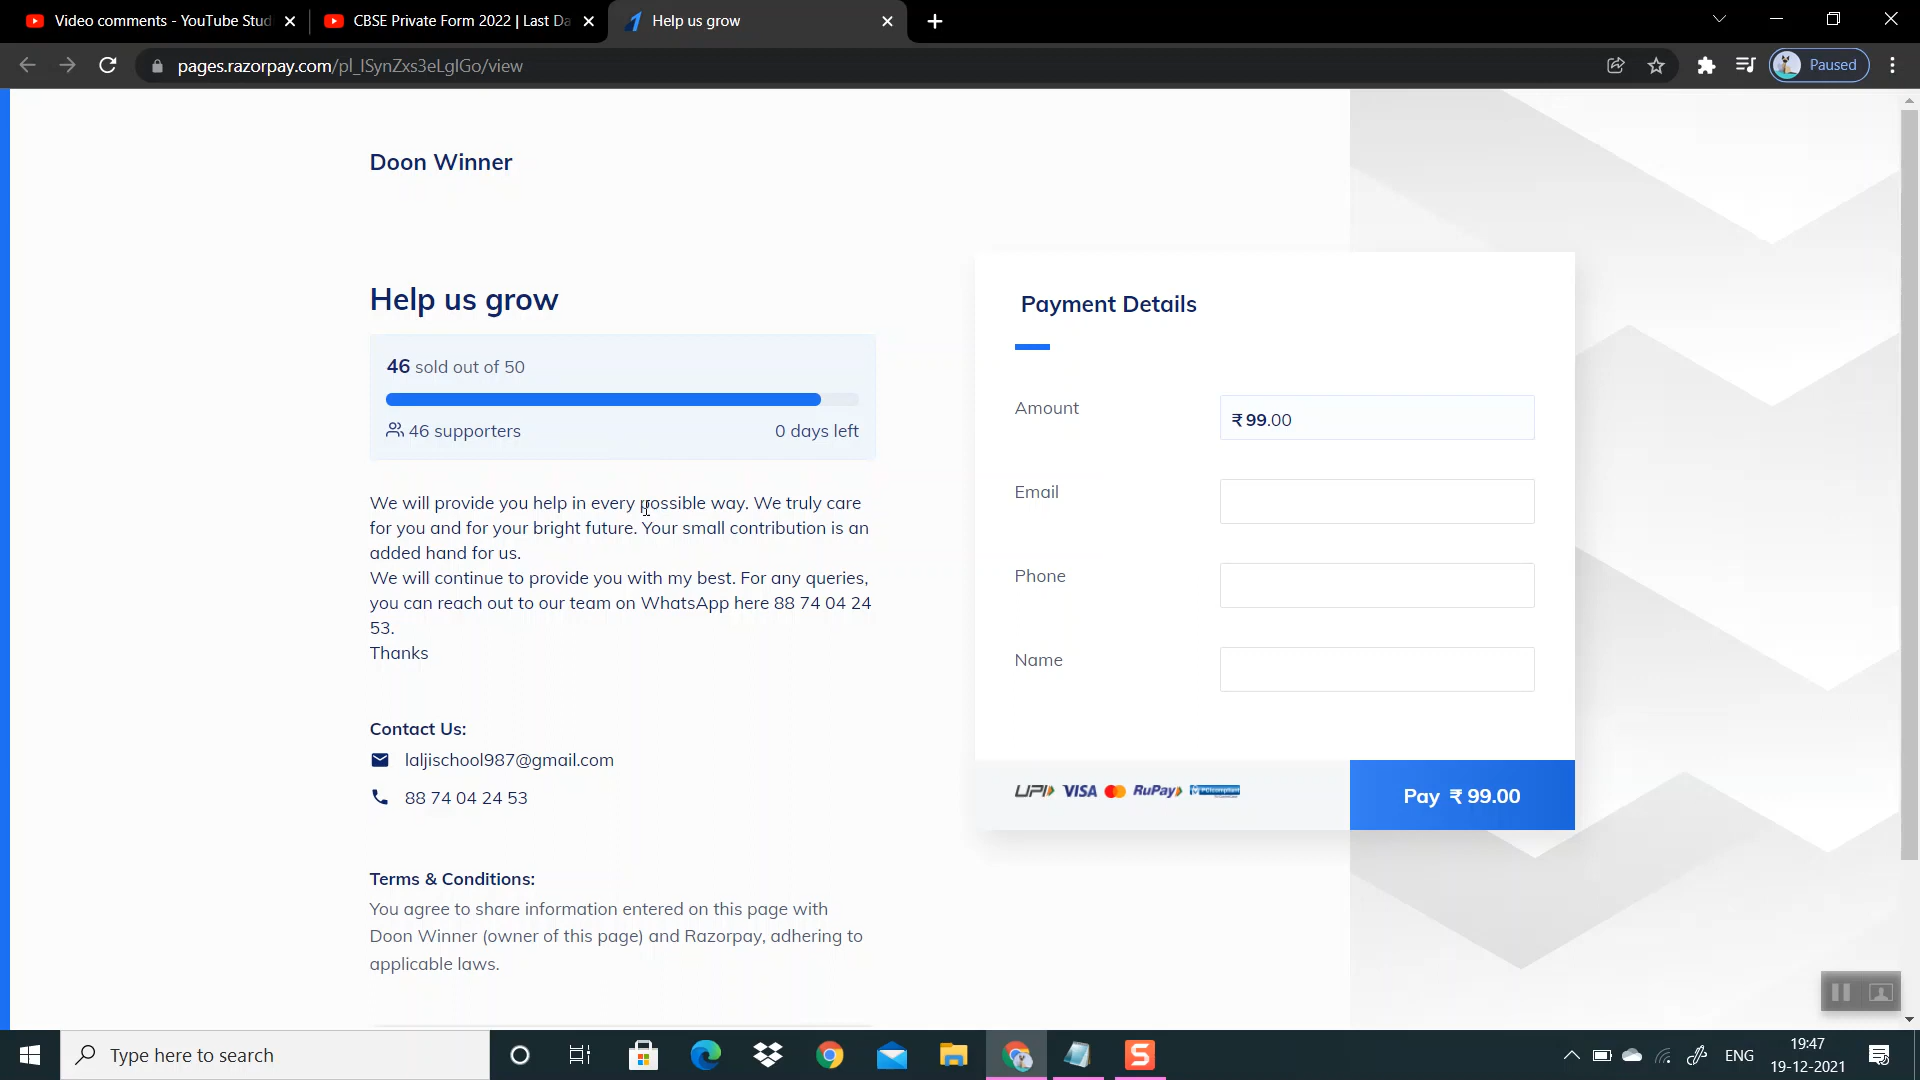 Video comments - YouTube Stud
CBSE Private Form 2022 | Last Da
Help us grow
pages.razorpay.com/pl_ISynZxs3eLglGo/view
Paused
Doon Winner
Help us grow
46 sold out of 50
46 supporters
0 days left
We will provide you help in every possible way. We truly care
for you and for your bright future. Your small contribution is an
added hand for us.
We will continue to provide you with my best. For any queries,
you can reach out to our team on WhatsApp here 88 74 04 24
53.
Thanks
Contact Us:
laljischool987@gmail.com
88 74 04 24 53
Terms & Conditions:
You agree to share information entered on this page with
Doon Winner (owner of this page) and Razorpay, adhering to
applicable laws.
Payment Details
Amount
₹ 99.00
Email
Phone
Name
UPI VISA RuPay PCI compliant
Pay ₹ 99.00
Type here to search
S
ENG
19:47
19-12-2021